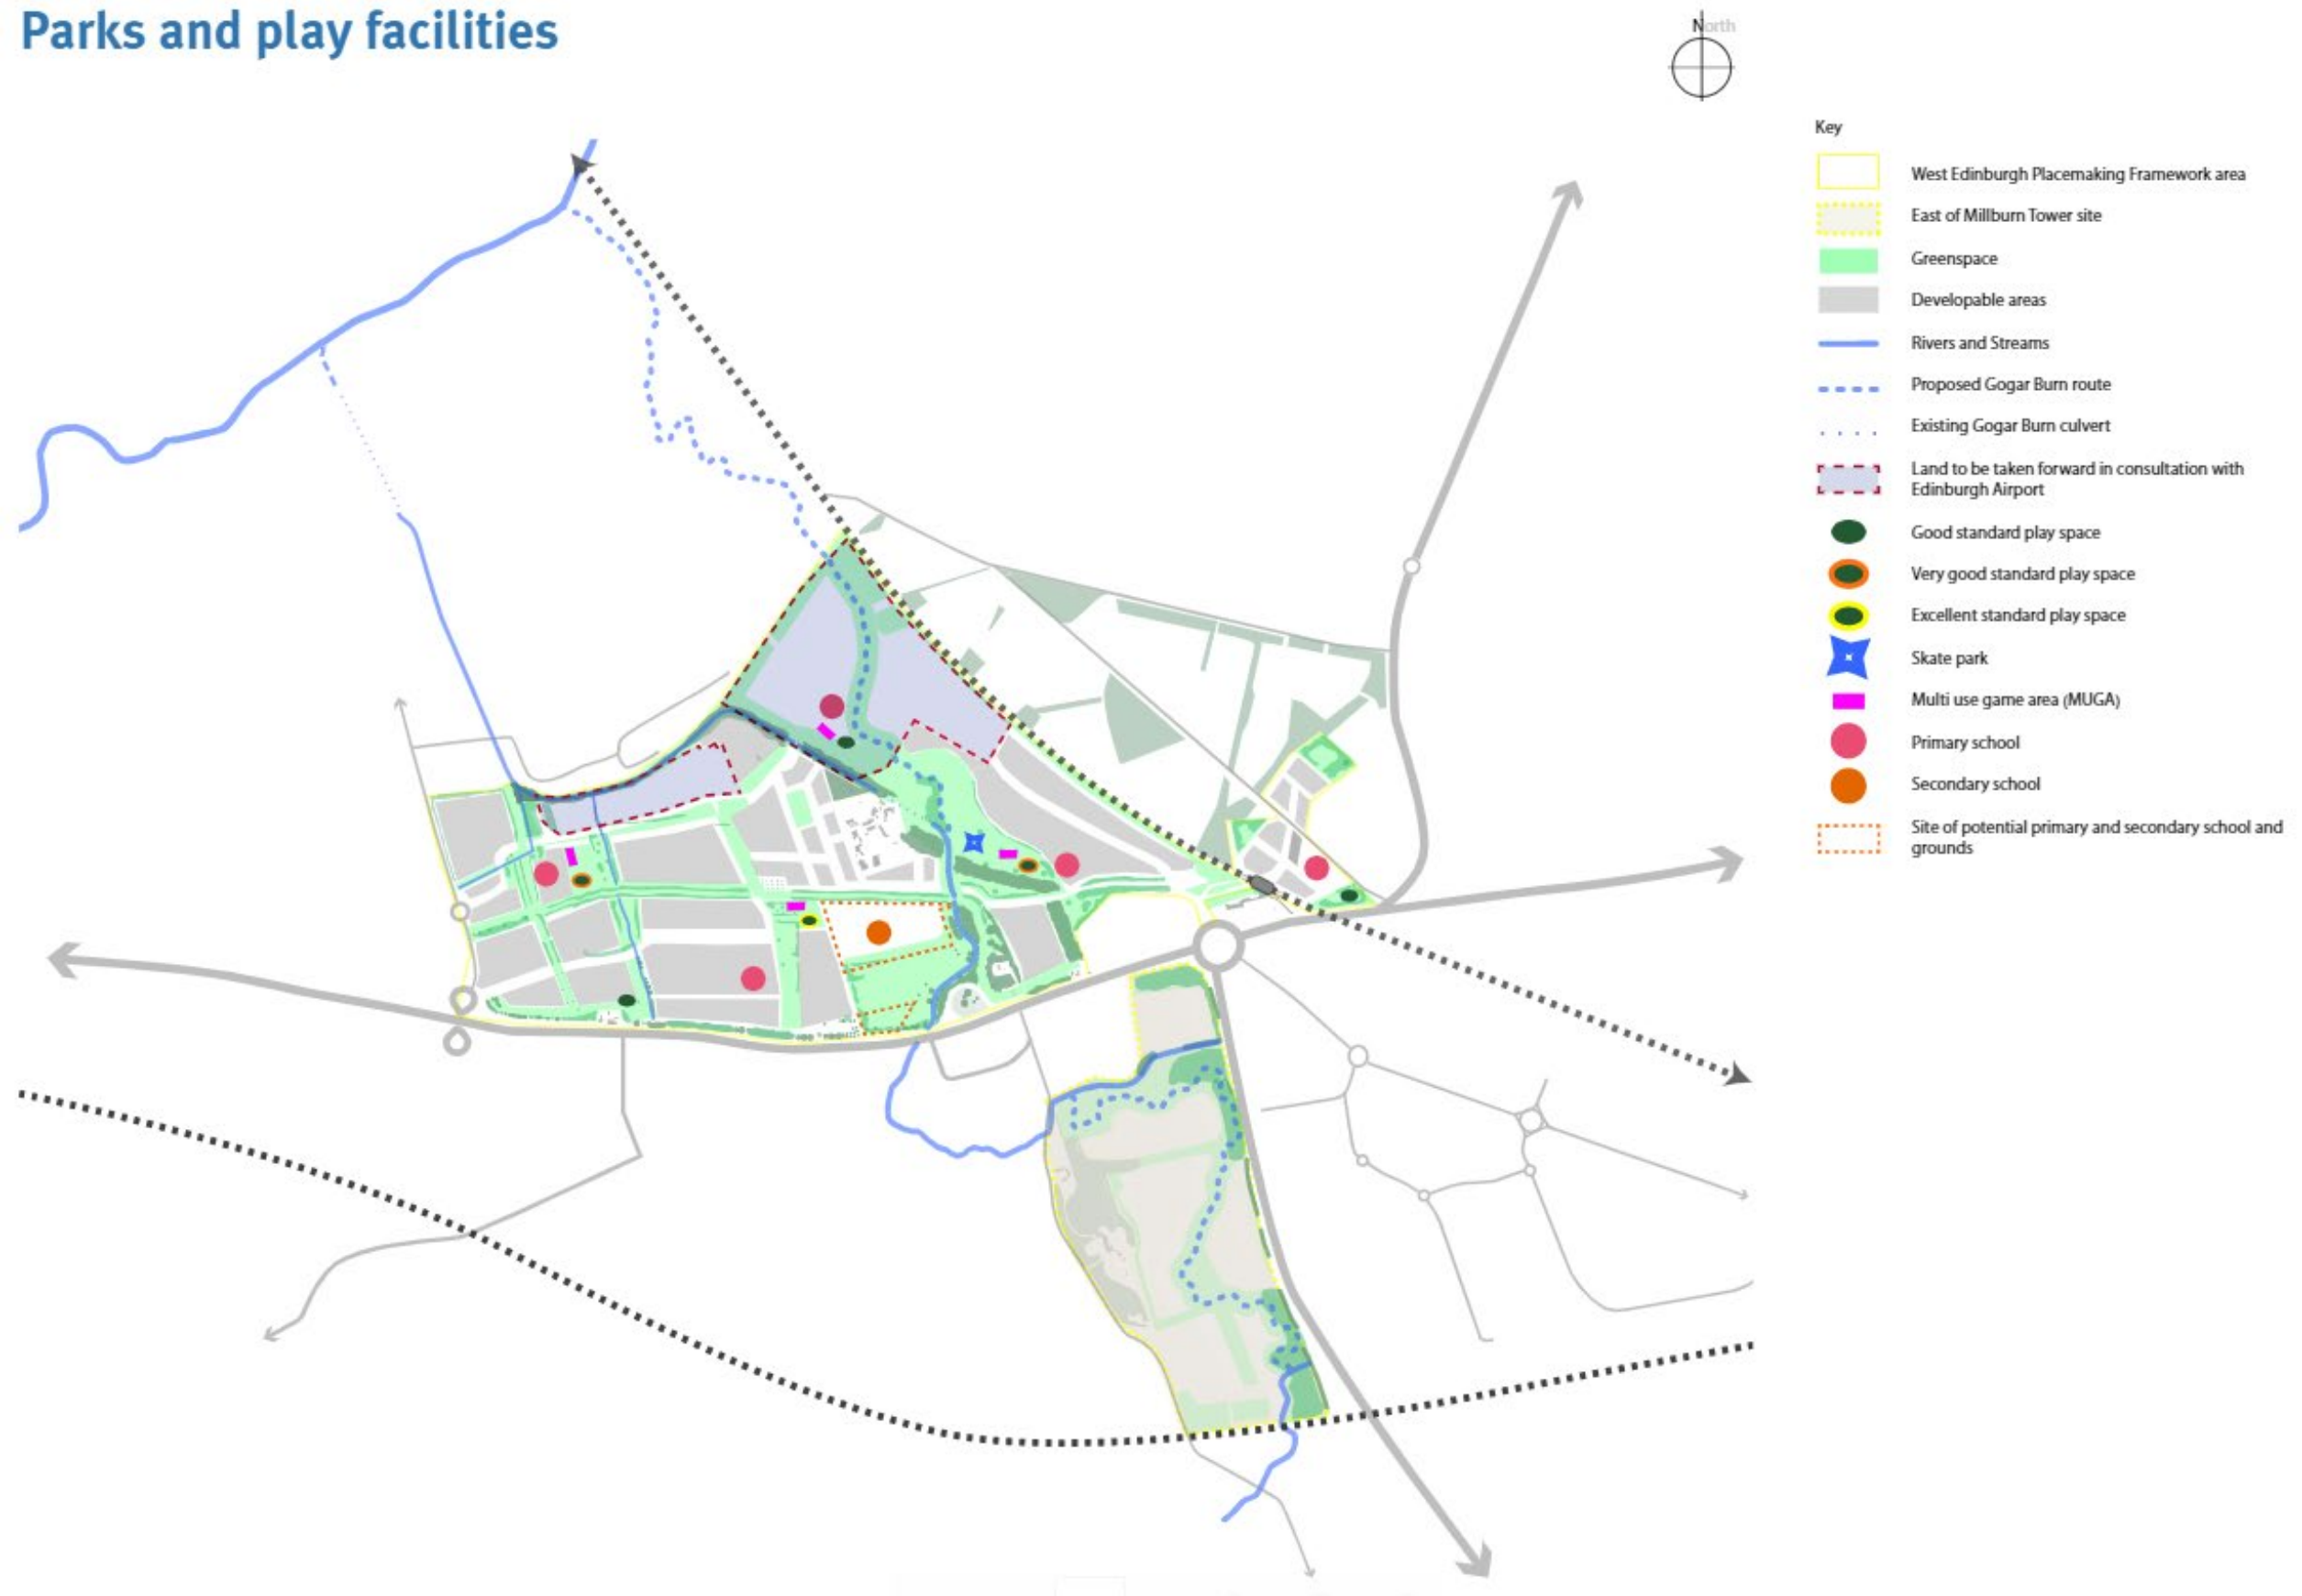 Parks and play facilities
North
Key
West Edinburgh Placemaking Framework area
East of Millburn Tower site
Greenspace
Developable areas
Rivers and Streams
Proposed Gogar Burn route
Existing Gogar Burn culvert
Land to be taken forward in consultation with
Edinburgh Airport
Good standard play space
Very good standard play space
Excellent standard play space
Skate park
Multi use game area (MUGA)
Primary school
Secondary school
Site of potential primary and secondary school and
grounds